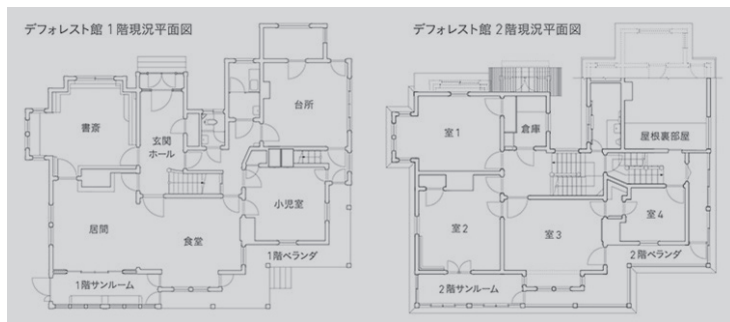 デフォレスト館 1階現況平面図
台所
書斎
玄関
ホール
小児室
居間
食堂
1階ベランダ
1階サンルーム
デフォレスト館 2階現況平面図
室1
倉庫
屋根裏部屋
室2
室3
室4
2階ベランダ
2階サンルーム